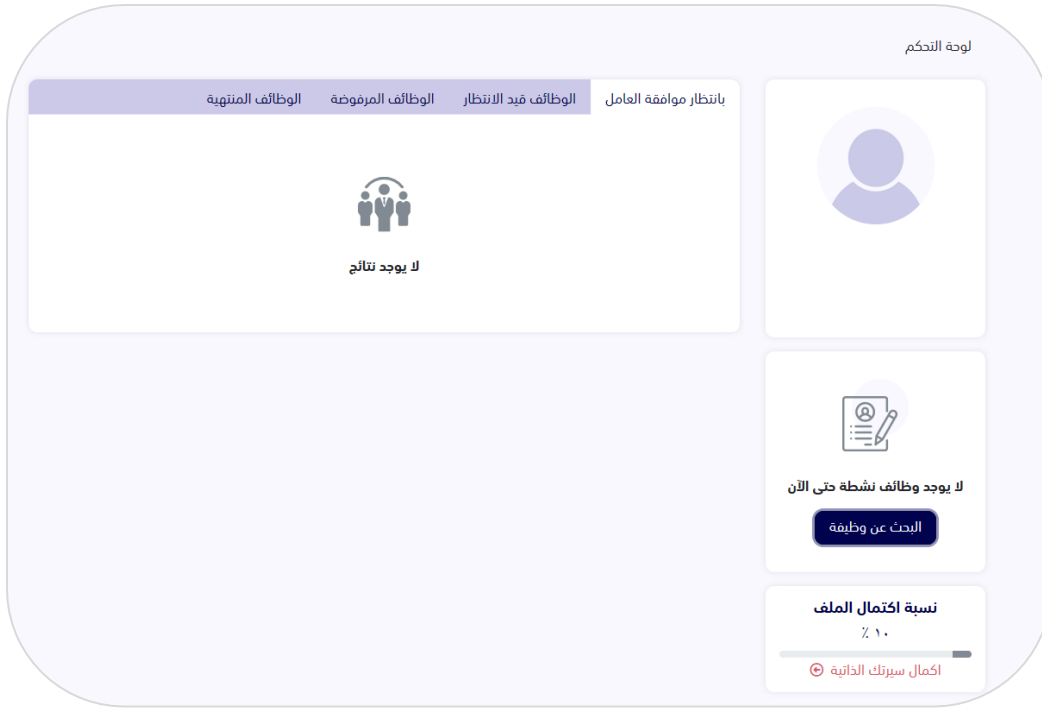 لوحة التحكم
بانتظار موافقة العامل الوظائف قيد الانتظار الوظائف المرفوضة الوظائف المنتهية
لا يوجد نتائج
لا يوجد وظائف نشطة حتى الآن
البحث عن وظيفة
نسبة اكتمال الملف
١٠ ٪
اكمال سيرتك الذاتية